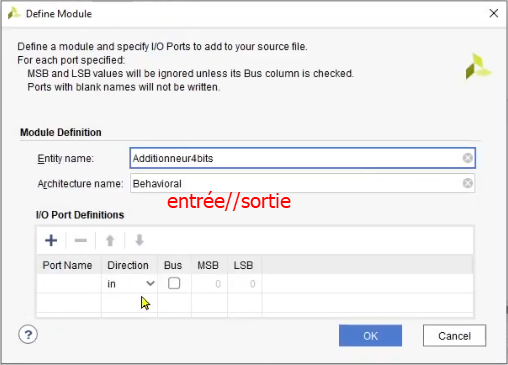 Define Module
Define a module and specify I/O Ports to add to your source file.
For each port specified:
MSB and LSB values will be ignored unless its Bus column is checked.
Ports with blank names will not be written.
Module Definition
Entity name: Additionneur4bits
Architecture name: Behavioral
entrée//sortie
I/O Port Definitions
Port Name Direction Bus MSB LSB
in 0 0
? OK Cancel